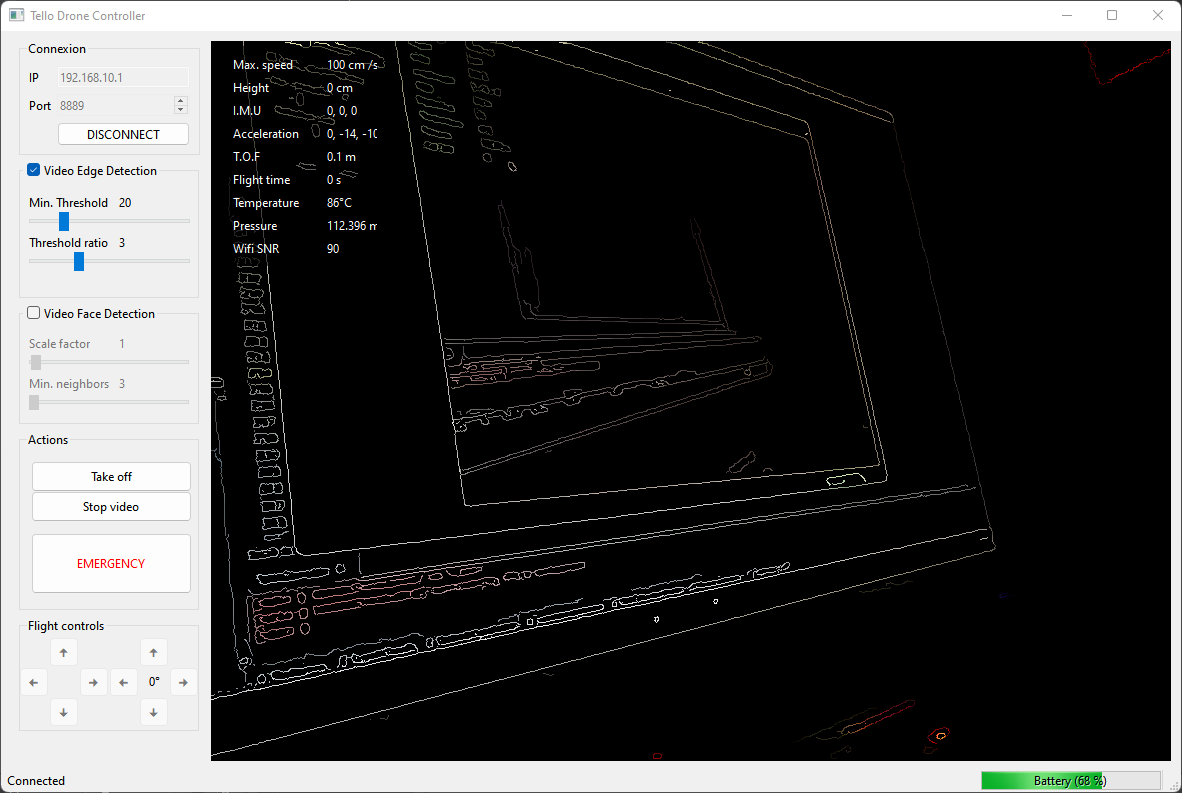 Tello Drone Controller
Connexion
IP 192.168.10.1
Port 8889
DISCONNECT
Video Edge Detection
Min. Threshold 20
Threshold ratio 3
Video Face Detection
Scale factor 1
Min. neighbors 3
Actions
Take off
Stop video
EMERGENCY
Flight controls
0°
Max. speed 100 cm/s
Height 0 cm
I.M.U 0, 0, 0
Acceleration 0, -14, -10
T.O.F 0.1 m
Flight time 0 s
Temperature 86°C
Pressure 112.396 m
Wifi SNR 90
Connected
Battery (68 %)